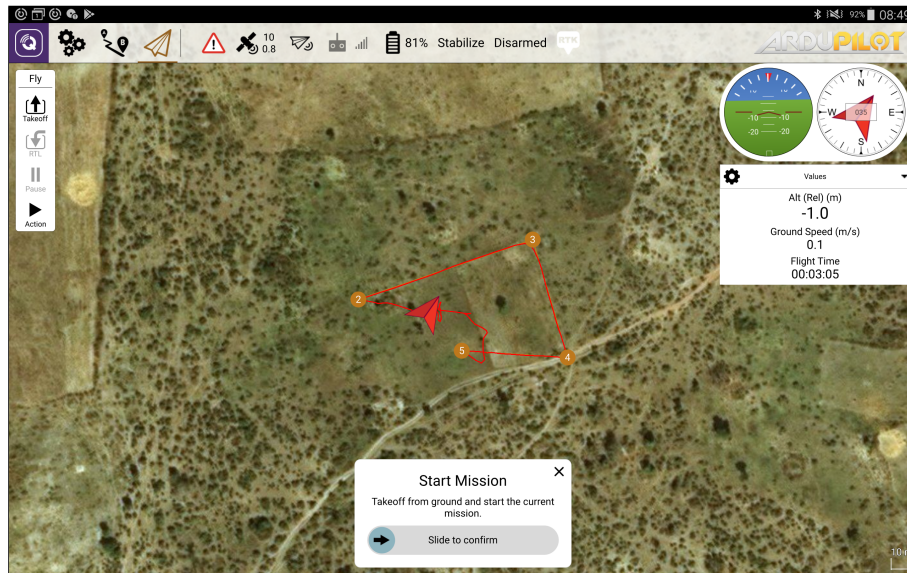 92% 08:49
10
0.8
81% Stabilize Disarmed RTN
ARDUPILOT
Fly
Takeoff
RTL
Pause
Action
N
W 035 E
S
-10 -10
-20 -20
Values
Alt (Rel) (m)
-1.0
Ground Speed (m/s)
0.1
Flight Time
00:03:05
3
2
5
4
B
Start Mission
Takeoff from ground and start the current
mission.
Slide to confirm